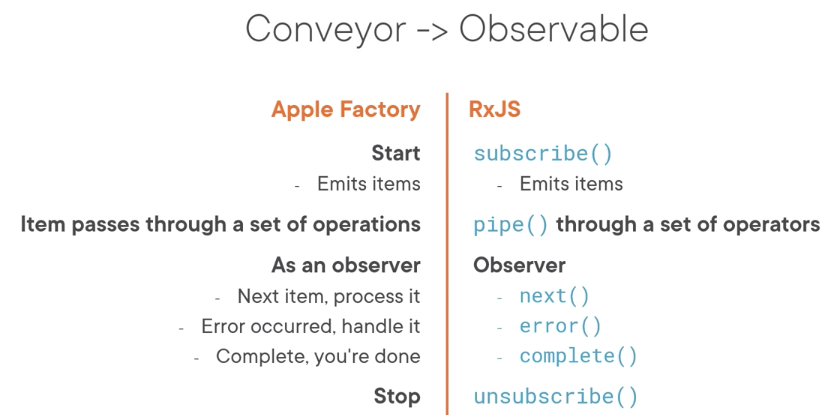 Conveyor -> Observable
Apple Factory
RxJS
Start
subscribe()
- Emits items
- Emits items
Item passes through a set of operations
pipe() through a set of operators
As an observer
Observer
- Next item, process it
- next()
- Error occurred, handle it
- error()
- Complete, you're done
- complete()
Stop
unsubscribe()